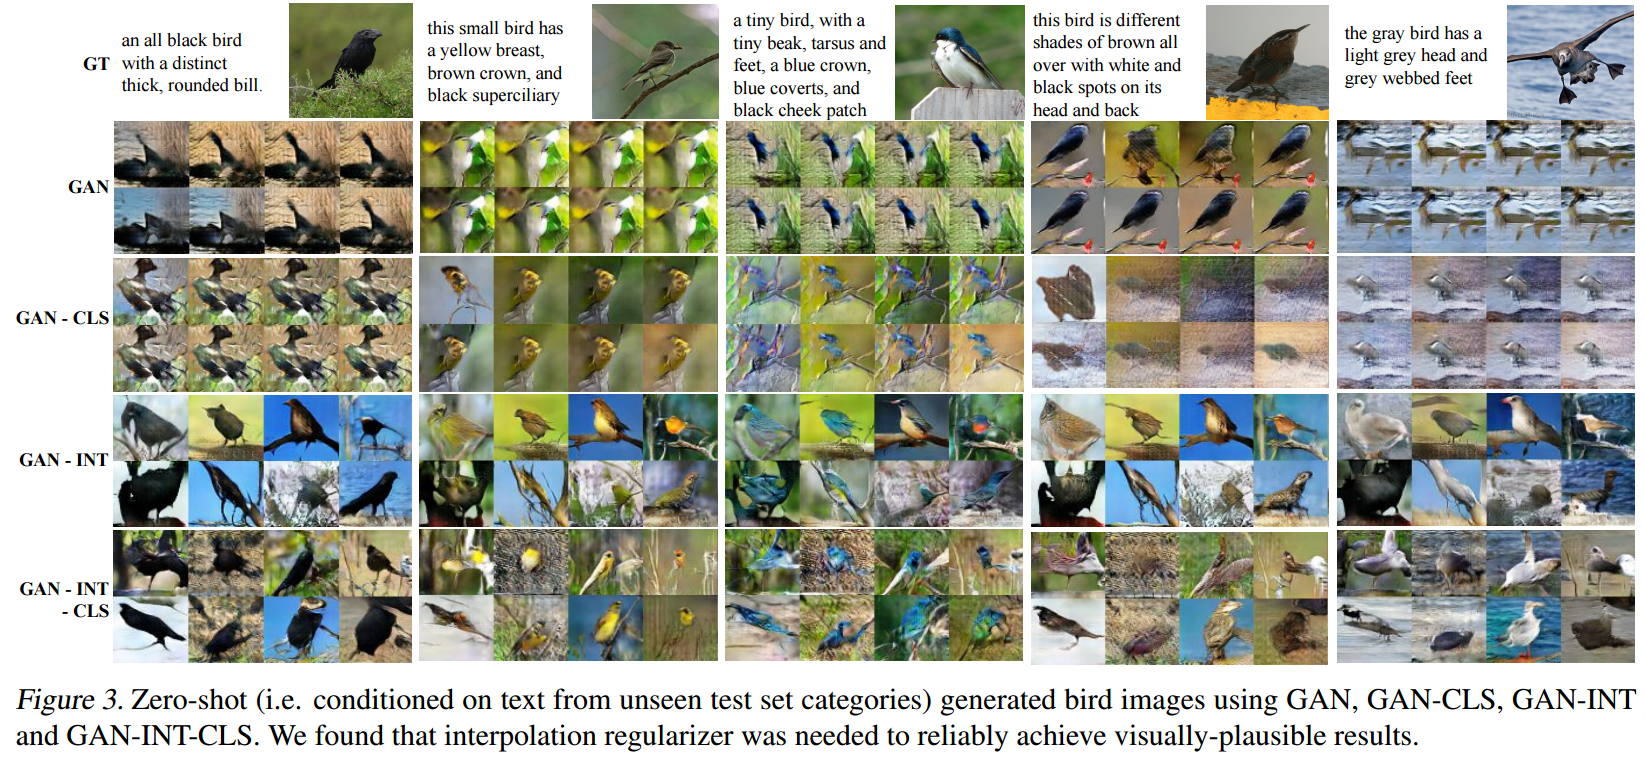 GT
an all black bird
with a distinct
thick, rounded bill.
this small bird has
a yellow breast,
brown crown, and
black superciliary
a tiny bird, with a
tiny beak, tarsus and
feet, a blue crown,
blue coverts, and
black cheek patch
this bird is different
shades of brown all
over with white and
black spots on its
head and back
the gray bird has a
light grey head and
grey webbed feet
GAN
GAN - CLS
GAN - INT
GAN - INT
- CLS
Figure 3. Zero-shot (i.e. conditioned on text from unseen test set categories) generated bird images using GAN, GAN-CLS, GAN-INT
and GAN-INT-CLS. We found that interpolation regularizer was needed to reliably achieve visually-plausible results.